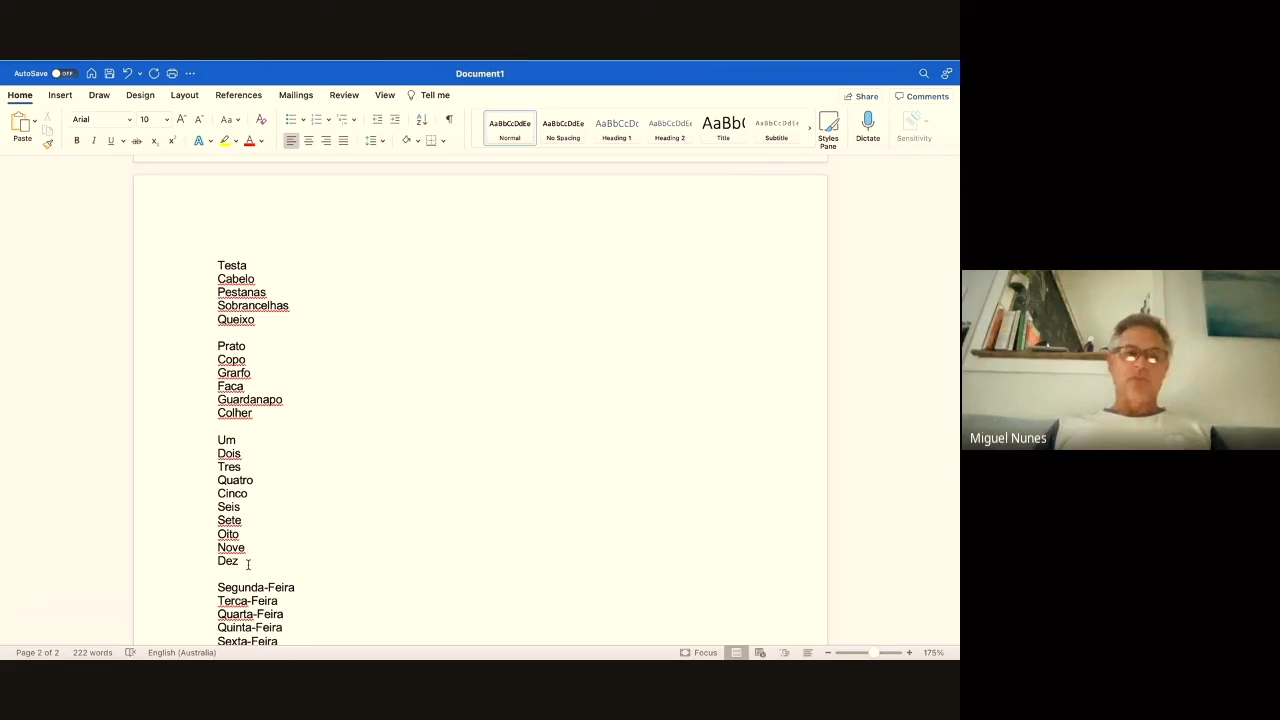 AutoSave OFF Document1
Home Insert Draw Design Layout References Mailings Review View Tell me Share Comments
Paste Arial 10 Aa AaBbCcDdEe Normal AaBbCcDdEe No Spacing AaBbCcDc Heading 1 AaBbCcDdEe Heading 2 AaBb( Title AaBbCcDdEe Subtitle Styles Pane Dictate Sensitivity
Testa
Cabelo
Pestanas
Sobrancelhas
Queixo
Prato
Copo
Grarfo
Faca
Guardanapo
Colher
Um
Dois
Tres
Quatro
Cinco
Seis
Sete
Oito
Nove
Dez
Segunda-Feira
Terca-Feira
Quarta-Feira
Quinta-Feira
Sexta-Feira
Page 2 of 2 222 words English (Australia) Focus 175%
Miguel Nunes